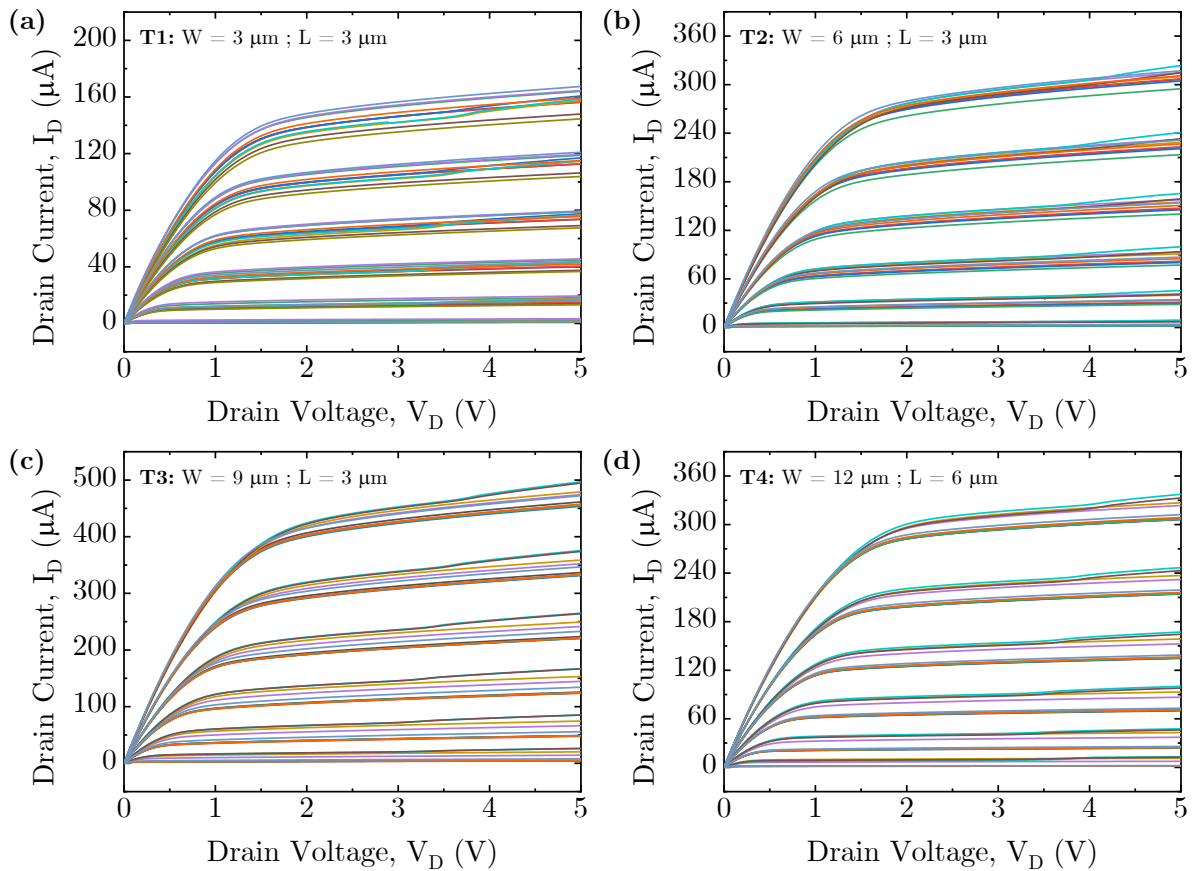 (a)
T1: W = 3 μm ; L = 3 μm
200
160
120
80
40
0
Drain Current, I_D (μA)
0 1 2 3 4 5
Drain Voltage, V_D (V)
(b)
T2: W = 6 μm ; L = 3 μm
360
300
240
180
120
60
0
Drain Current, I_D (μA)
0 1 2 3 4 5
Drain Voltage, V_D (V)
(c)
T3: W = 9 μm ; L = 3 μm
500
400
300
200
100
0
Drain Current, I_D (μA)
0 1 2 3 4 5
Drain Voltage, V_D (V)
(d)
T4: W = 12 μm ; L = 6 μm
360
300
240
180
120
60
0
Drain Current, I_D (μA)
0 1 2 3 4 5
Drain Voltage, V_D (V)